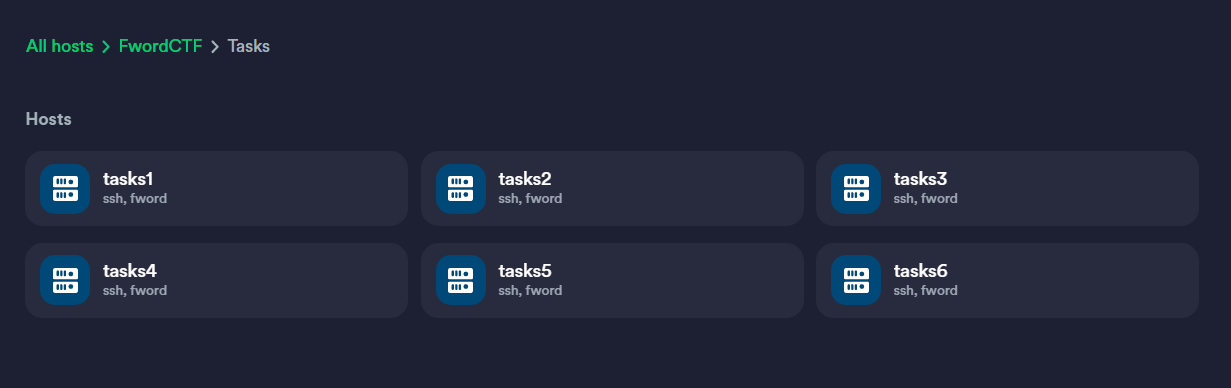 All hosts > FwordCTF > Tasks
Hosts
tasks1
ssh, fword
tasks2
ssh, fword
tasks3
ssh, fword
tasks4
ssh, fword
tasks5
ssh, fword
tasks6
ssh, fword